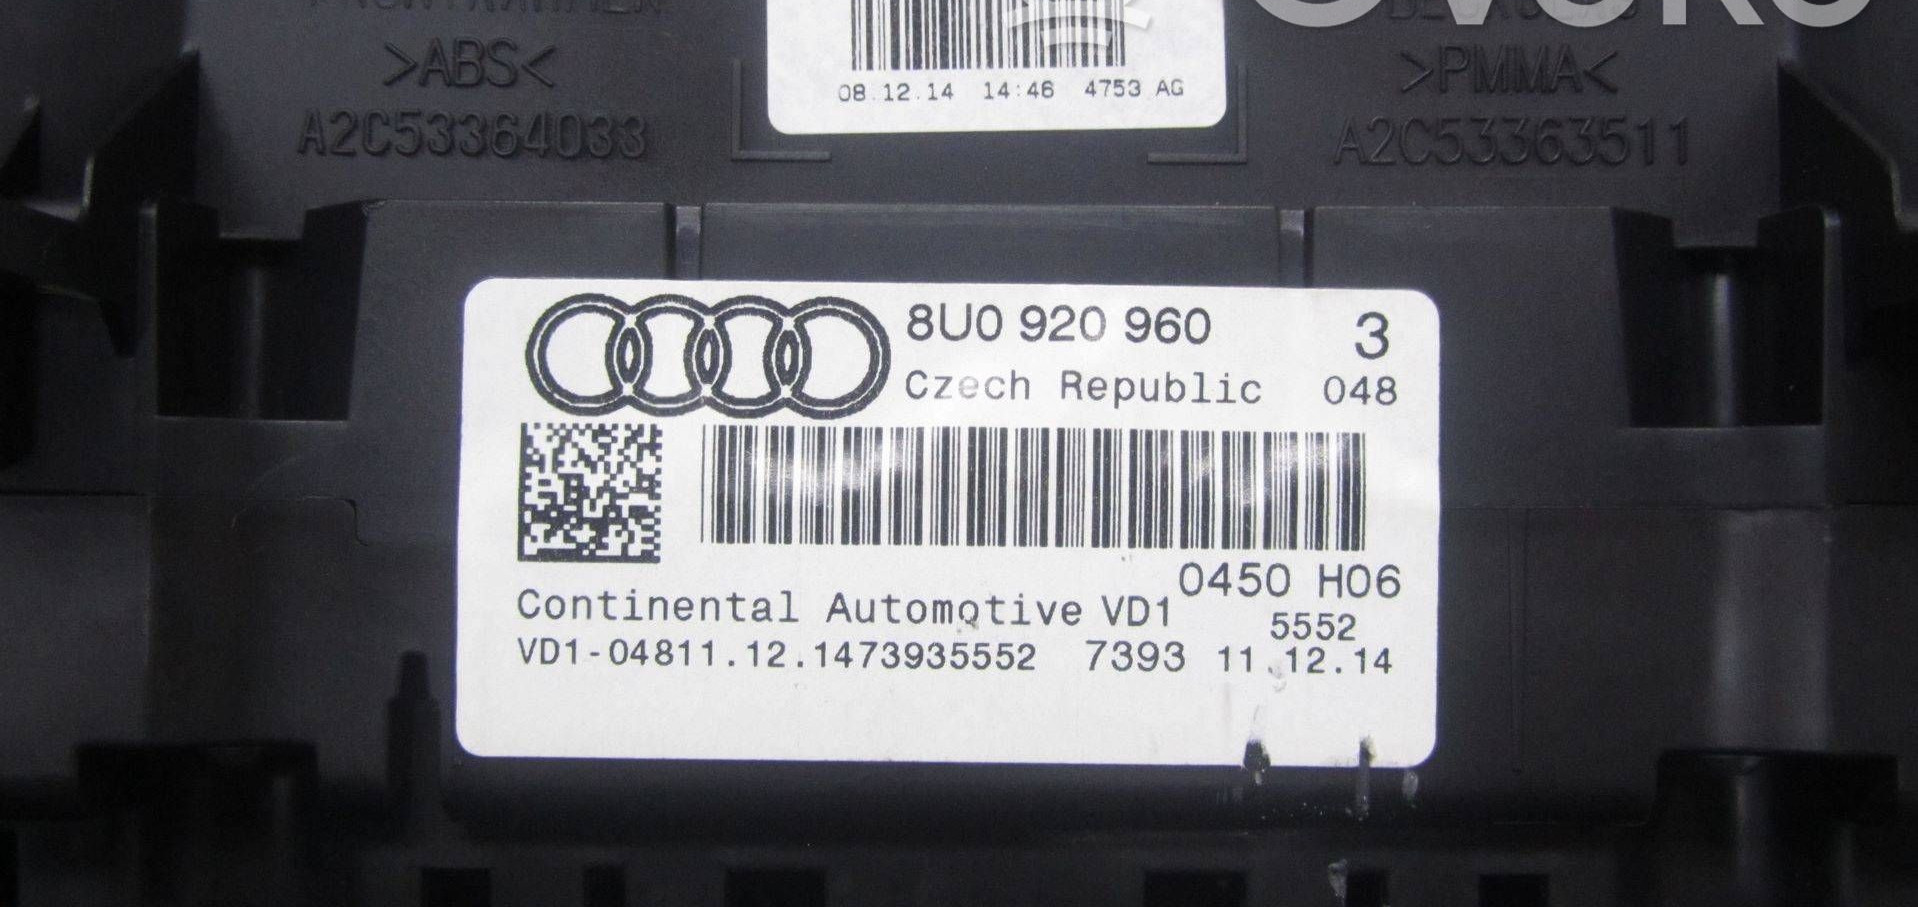 >ABS<
A2C53364033
08.12.14 14:46 4753 AG
>PMMA<
A2C53363511
8U0 920 960 3
Czech Republic 048
0450 H06
Continental Automotive VD1 5552
VD1-04811.12.1473935552 7393 11.12.14